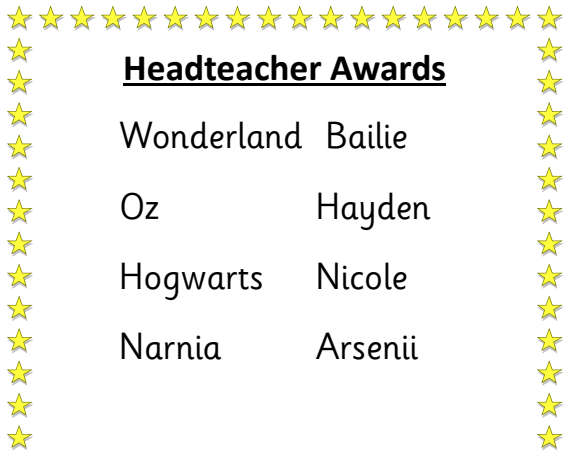 Headteacher Awards
Wonderland Bailie
Oz Hayden
Hogwarts Nicole
Narnia Arsenii